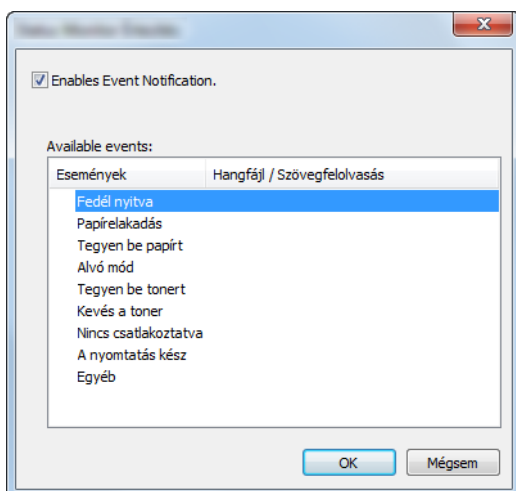 Enables Event Notification.
Available events:
Események Hangfájl / Szövegfelolvasás
Fedél nyitva
Papírelakadás
Tegyen be papírt
Alvó mód
Tegyen be tonert
Kevés a toner
Nincs csatlakoztatva
A nyomtatás kész
Egyéb
OK Mégsem